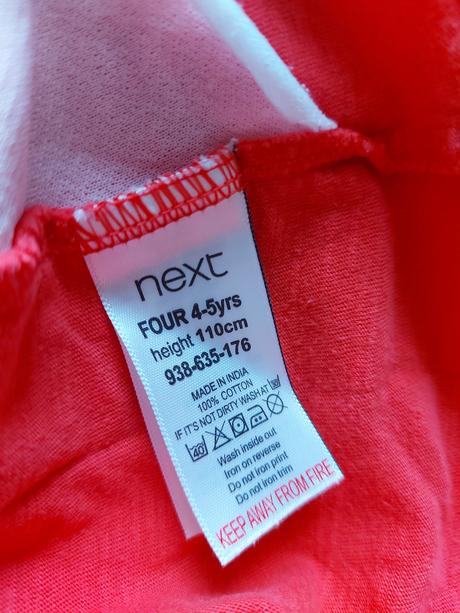 next
FOUR 4-5yrs
height 110cm
938-635-176
MADE IN INDIA
100% COTTON
IF IT'S NOT DIRTY WASH AT
40
Wash inside out
Iron on reverse
Do not iron print
Do not iron trim
KEEP AWAY FROM FIRE